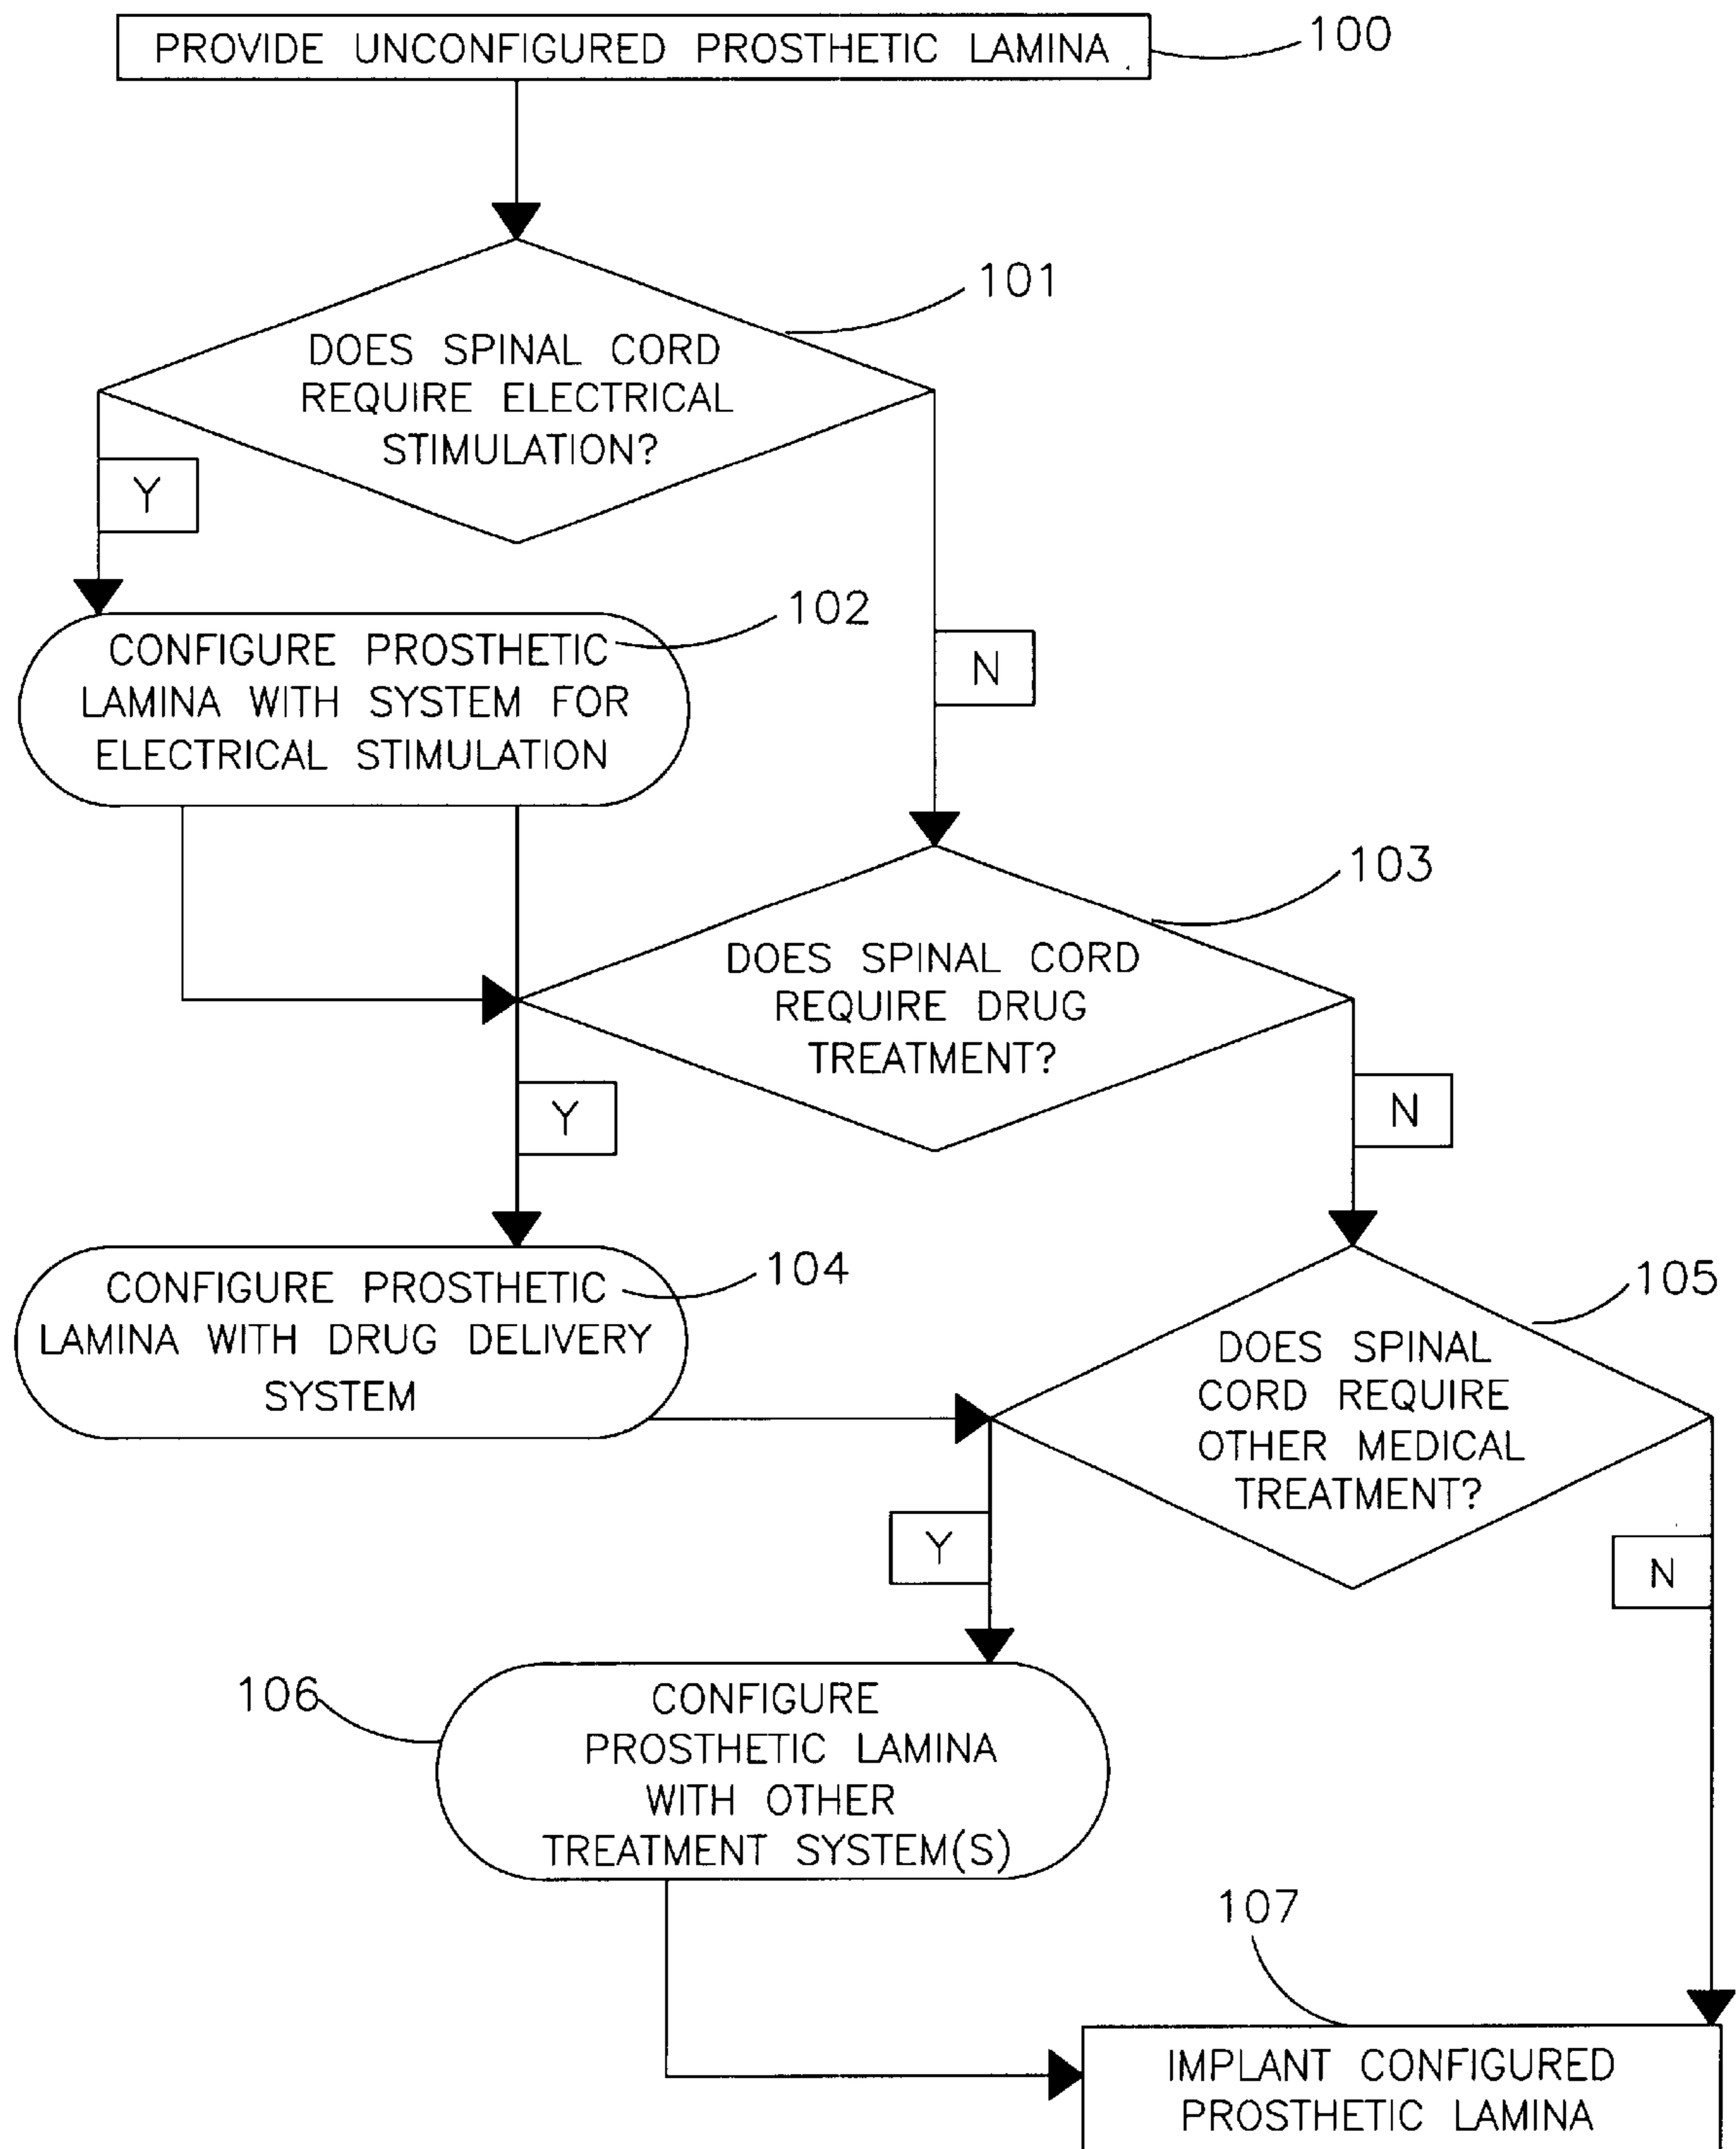 PROVIDE UNCONFIGURED PROSTHETIC LAMINA
100
101
DOES SPINAL CORD
REQUIRE ELECTRICAL
STIMULATION?
Y
N
102
CONFIGURE PROSTHETIC
LAMINA WITH SYSTEM FOR
ELECTRICAL STIMULATION
103
DOES SPINAL CORD
REQUIRE DRUG
TREATMENT?
Y
N
104
CONFIGURE PROSTHETIC
LAMINA WITH DRUG DELIVERY
SYSTEM
105
DOES SPINAL
CORD REQUIRE
OTHER MEDICAL
TREATMENT?
Y
N
106
CONFIGURE
PROSTHETIC LAMINA
WITH OTHER
TREATMENT SYSTEM(S)
107
IMPLANT CONFIGURED
PROSTHETIC LAMINA